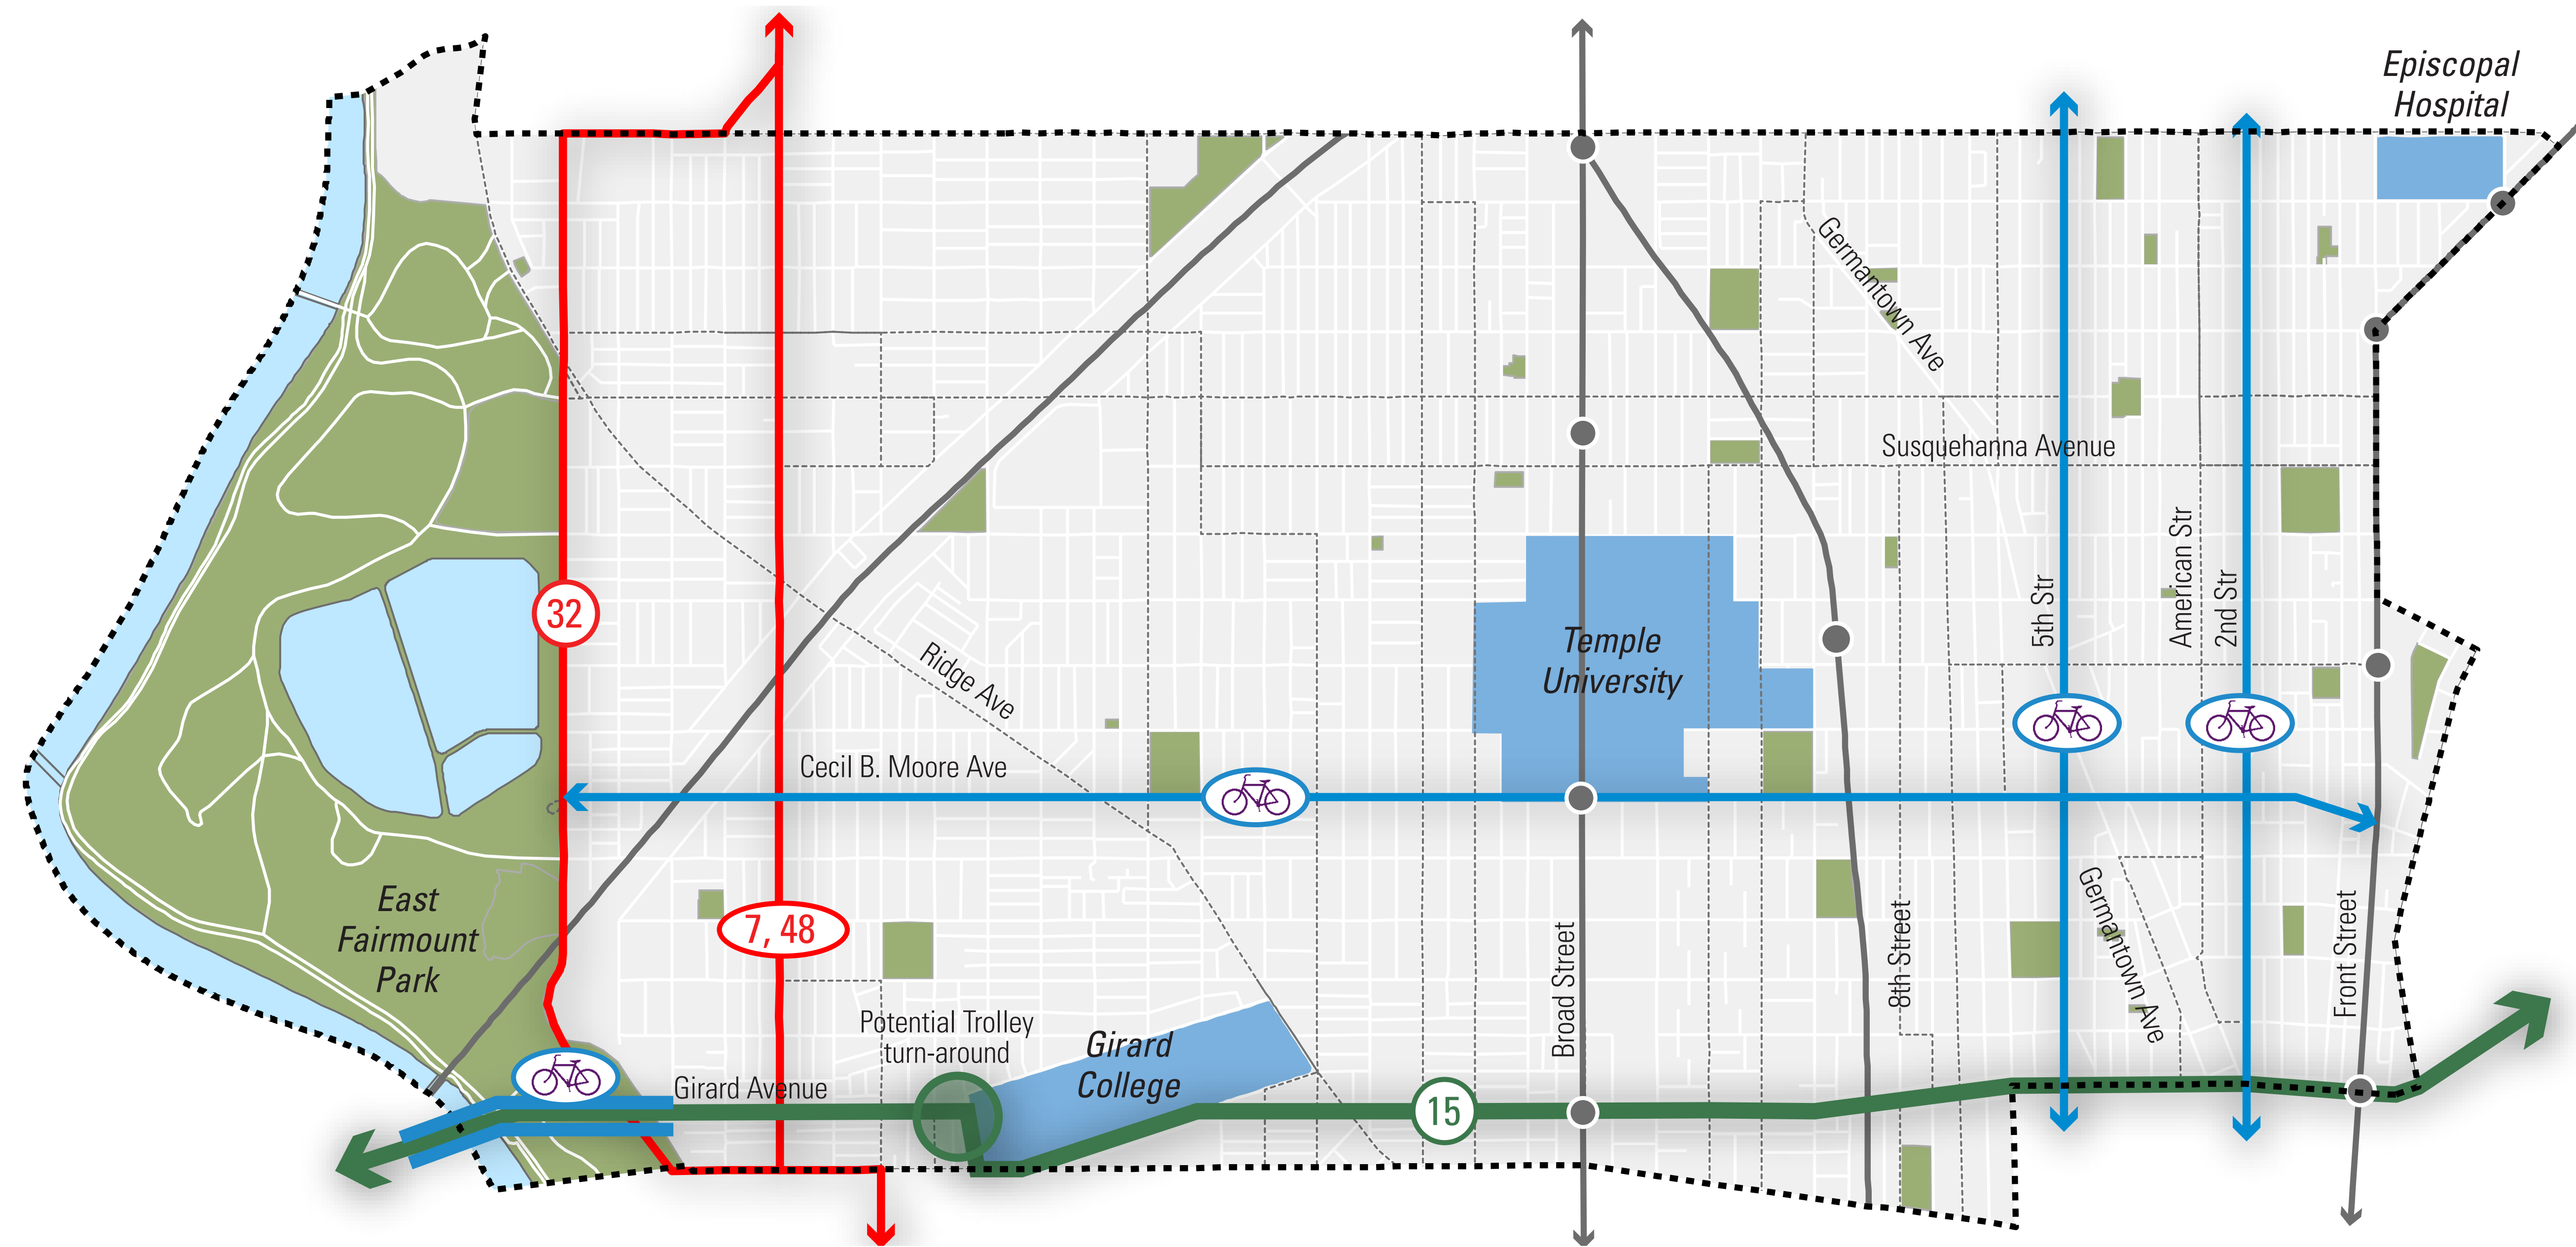 Episcopal
Hospital
Germantown Ave
Susquehanna Avenue
32
5th Str
American Str
2nd Str
Temple
University
Ridge Ave
Cecil B. Moore Ave
East
Fairmount
Park
7, 48
Broad Street
8th Street
Germantown Ave
Front Street
Potential Trolley
turn-around
Girard
College
Girard Avenue
15